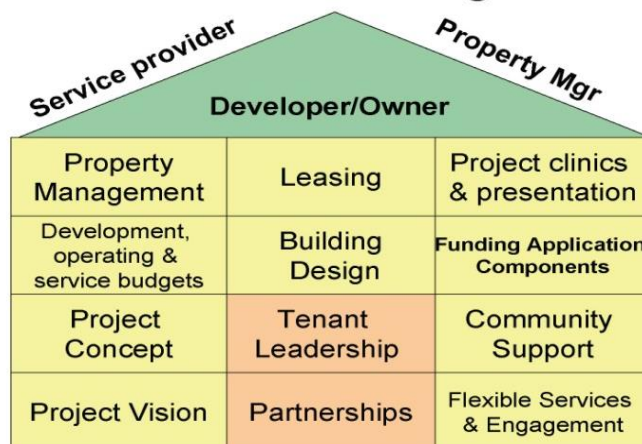 Service provider
Property Mgr
Developer/Owner
Property
Management
Leasing
Project clinics
& presentation
Development,
operating &
service budgets
Building
Design
Funding Application
Components
Project
Concept
Tenant
Leadership
Community
Support
Project Vision
Partnerships
Flexible Services
& Engagement